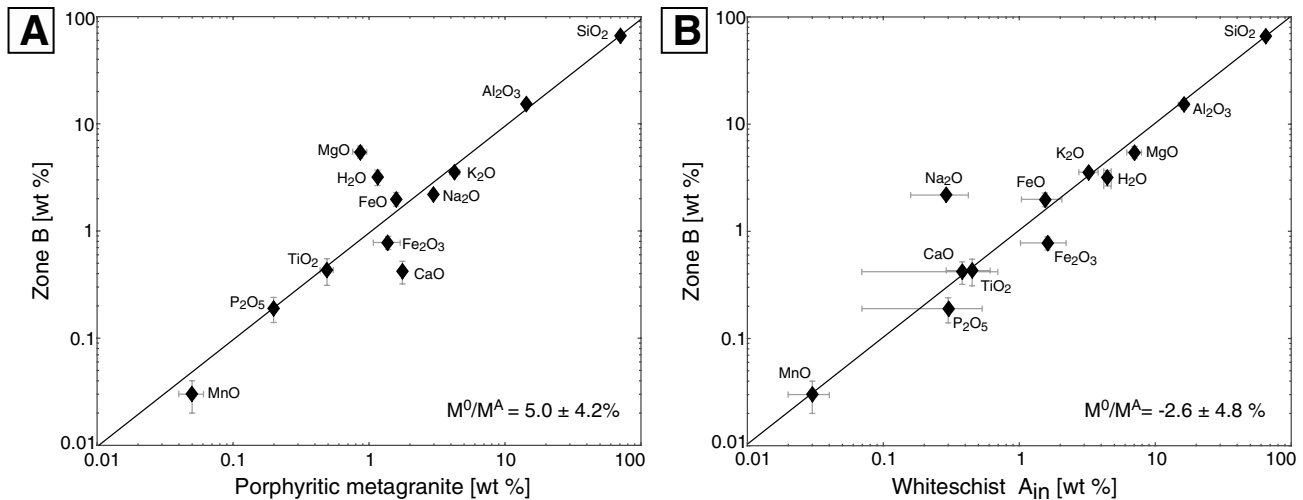 A
100
10
1
0.1
0.01
Zone B [wt %]
SiO₂
Al₂O₃
MgO
H₂O
K₂O
FeO
Na₂O
Fe₂O₃
TiO₂
CaO
P₂O₅
MnO
M⁰/Mᴬ = 5.0 ± 4.2%
0.01 0.1 1 10 100
Porphyritic metagranite [wt %]
B
100
10
1
0.1
0.01
Zone B [wt %]
SiO₂
Al₂O₃
K₂O
MgO
Na₂O
FeO
H₂O
Fe₂O₃
CaO
TiO₂
P₂O₅
MnO
M⁰/Mᴬ = -2.6 ± 4.8 %
0.01 0.1 1 10 100
Whiteschist A_in [wt %]